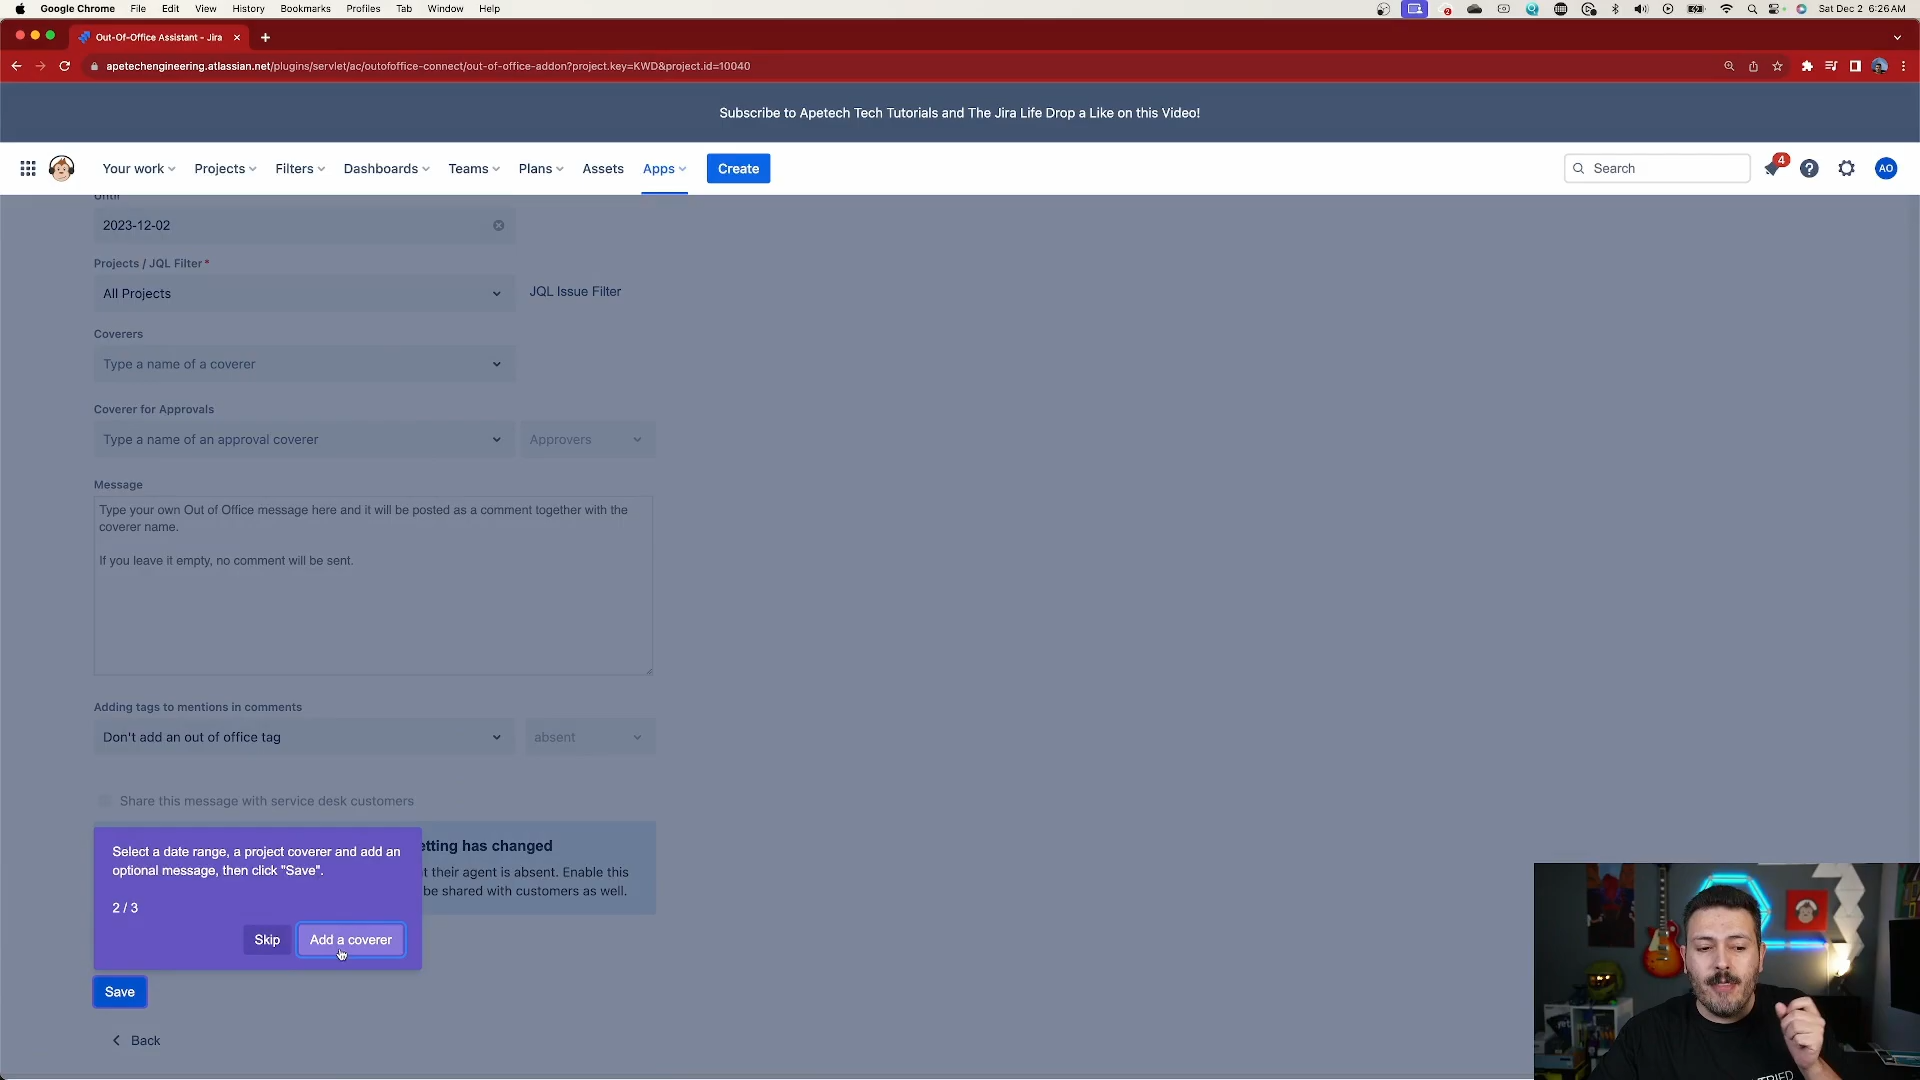 Google Chrome File Edit View History Bookmarks Profiles Tab Window Help
2
Sat Dec 2 6:26 AM
Out-Of-Office Assistant - Jira
apetechengineering.atlassian.net/plugins/servlet/ac/outofoffice-connect/out-of-office-addon?project.key=KWD&project.id=10040
Subscribe to Apetech Tech Tutorials and The Jira Life Drop a Like on this Video!
Your work Projects Filters Dashboards Teams Plans Assets Apps Create Search 4 AO
Until
2023-12-02
Projects / JQL Filter *
All Projects JQL Issue Filter
Coverers
Type a name of a coverer
Coverer for Approvals
Type a name of an approval coverer Approvers
Message
Type your own Out of Office message here and it will be posted as a comment together with the
coverer name.
If you leave it empty, no comment will be sent.
Adding tags to mentions in comments
Don't add an out of office tag absent
Share this message with service desk customers
etting has changed
t their agent is absent. Enable this
be shared with customers as well.
Select a date range, a project coverer and add an
optional message, then click "Save".
2 / 3
Skip Add a coverer
Save
Back